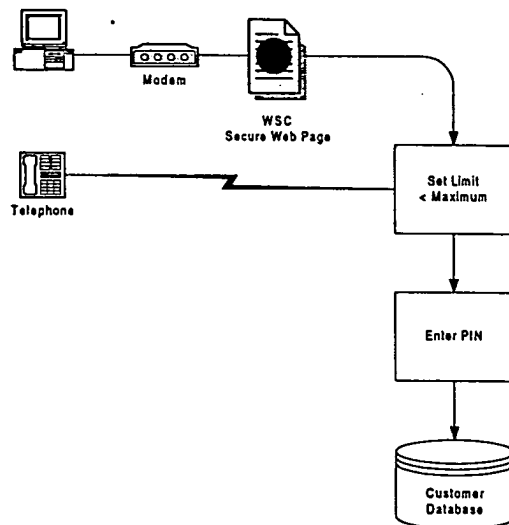 Modem
WSC
Secure Web Page
Telephone
Set Limit
< Maximum
Enter PIN
Customer
Database